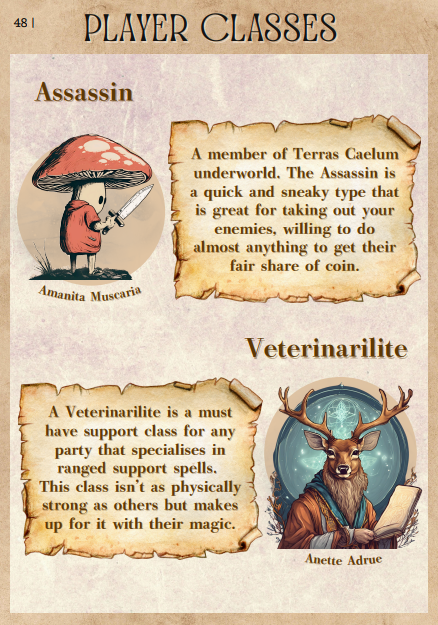 48 |
PLAYER CLASSES
Assassin
A member of Terras Caelum
underworld. The Assassin is
a quick and sneaky type that
is great for taking out your
enemies, willing to do
almost anything to get their
fair share of coin.
Amanita Muscaria
Veterinarilite
A Veterinarilite is a must
have support class for any
party that specialises in
ranged support spells.
This class isn't as physically
strong as others but makes
up for it with their magic.
Anette Adrue